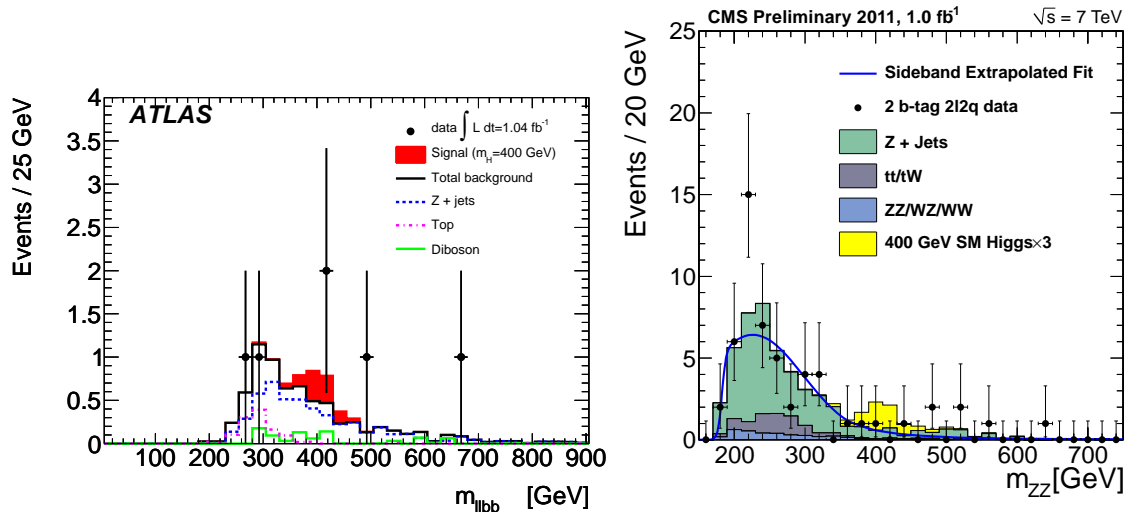 ATLAS
data ∫ L dt=1.04 fb⁻¹
Signal (m_H=400 GeV)
Total background
Z + jets
Top
Diboson
Events / 25 GeV
4
3.5
3
2.5
2
1.5
1
0.5
0
100 200 300 400 500 600 700 800 900
m_llbb [GeV]
CMS Preliminary 2011, 1.0 fb⁻¹ √s = 7 TeV
Sideband Extrapolated Fit
2 b-tag 2l2q data
Z + Jets
tt/tW
ZZ/WZ/WW
400 GeV SM Higgs×3
Events / 20 GeV
25
20
15
10
5
0
200 300 400 500 600 700
m_ZZ [GeV]